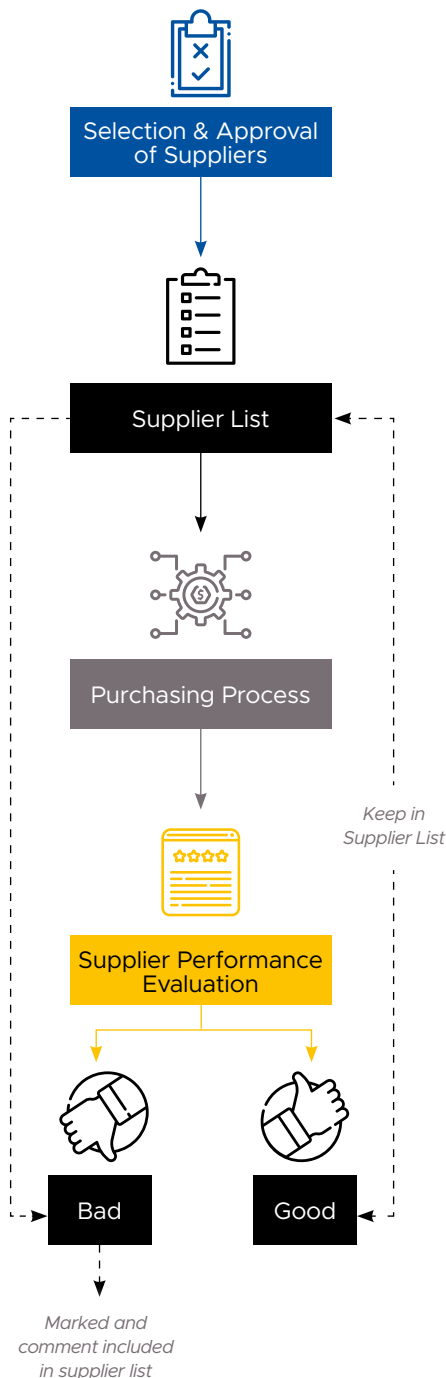 Selection & Approval
of Suppliers
Supplier List
Purchasing Process
Keep in
Supplier List
Supplier Performance
Evaluation
Bad
Good
Marked and
comment included
in supplier list